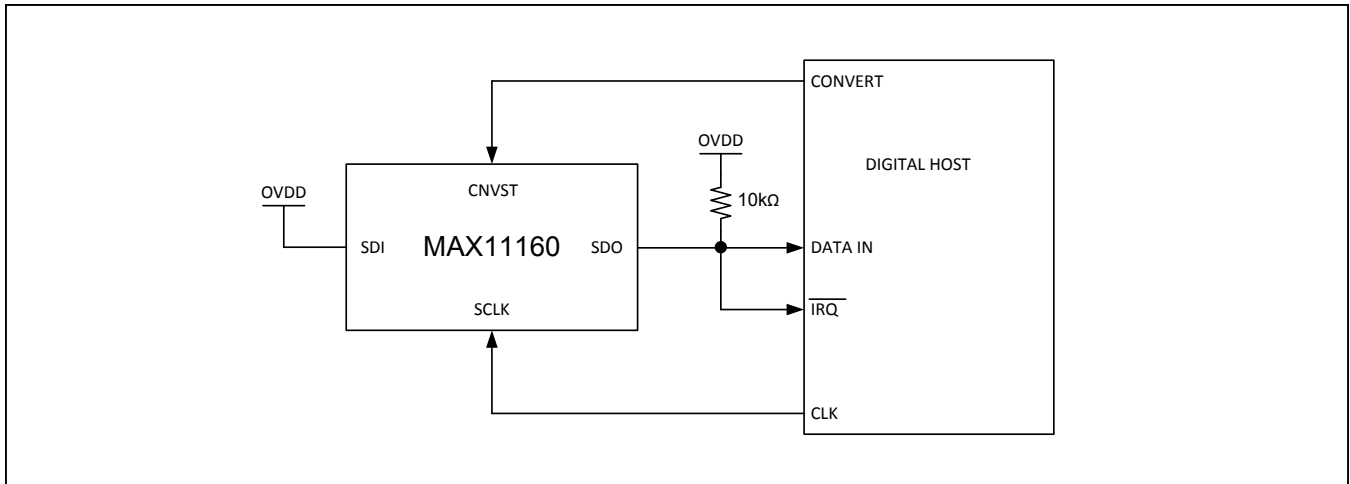 CONVERT
OVDD
DIGITAL HOST
OVDD
CNVST
10kΩ
SDI
MAX11160
SDO
DATA IN
SCLK
IRQ
CLK